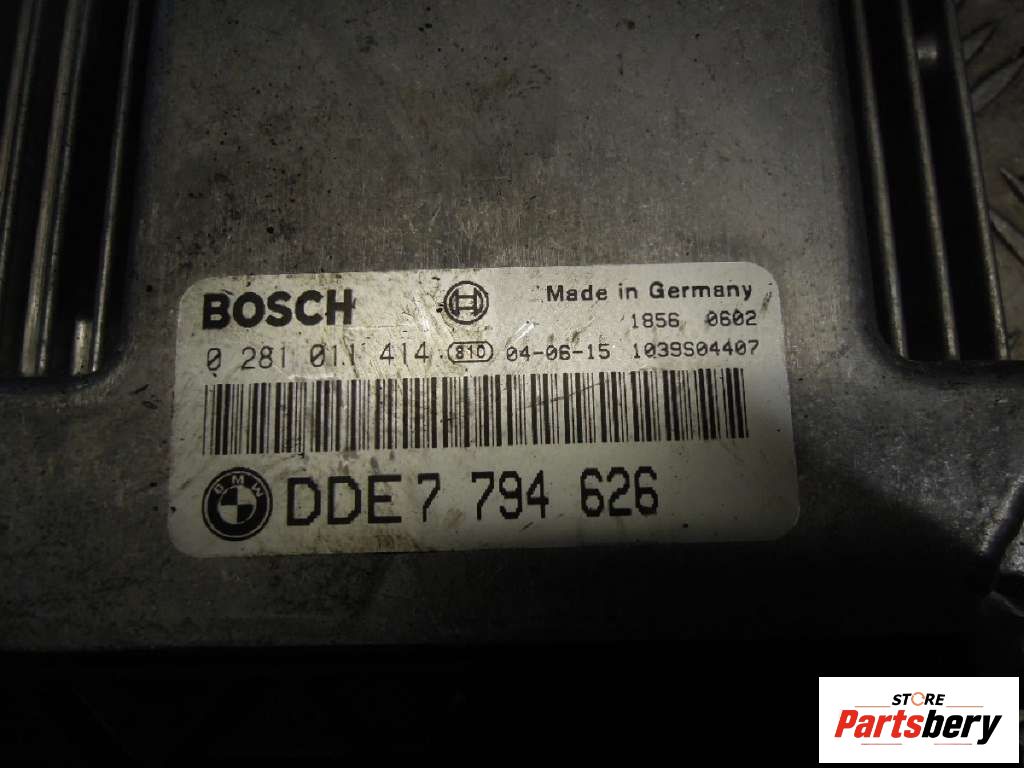 BOSCH Made in Germany
1856 0602
0 281 011 414 810 04-06-15 1039S04407
BMW DDE 7 794 626
STORE
Partsbery